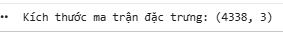 •• Kích thước ma trận đặc trưng: (4338, 3)